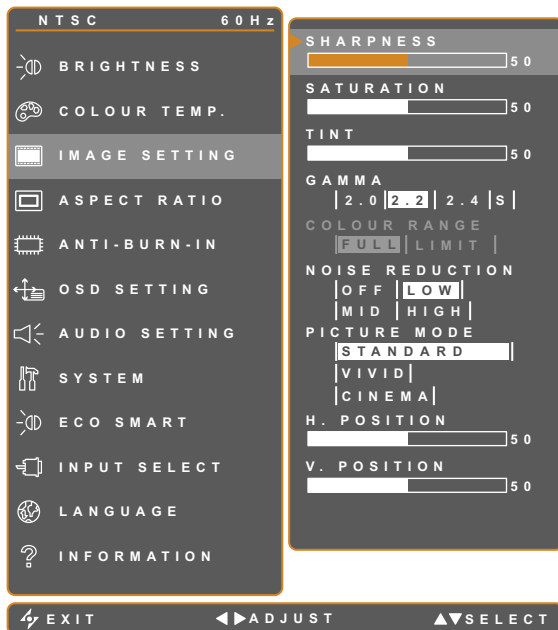 NTSC 60Hz
BRIGHTNESS
COLOUR TEMP.
IMAGE SETTING
ASPECT RATIO
ANTI-BURN-IN
OSD SETTING
AUDIO SETTING
SYSTEM
ECO SMART
INPUT SELECT
LANGUAGE
INFORMATION
SHARPNESS
50
SATURATION
50
TINT
50
GAMMA
2.0 2.2 2.4 S
COLOUR RANGE
FULL LIMIT
NOISE REDUCTION
OFF LOW
MID HIGH
PICTURE MODE
STANDARD
VIVID
CINEMA
H. POSITION
50
V. POSITION
50
EXIT ADJUST SELECT